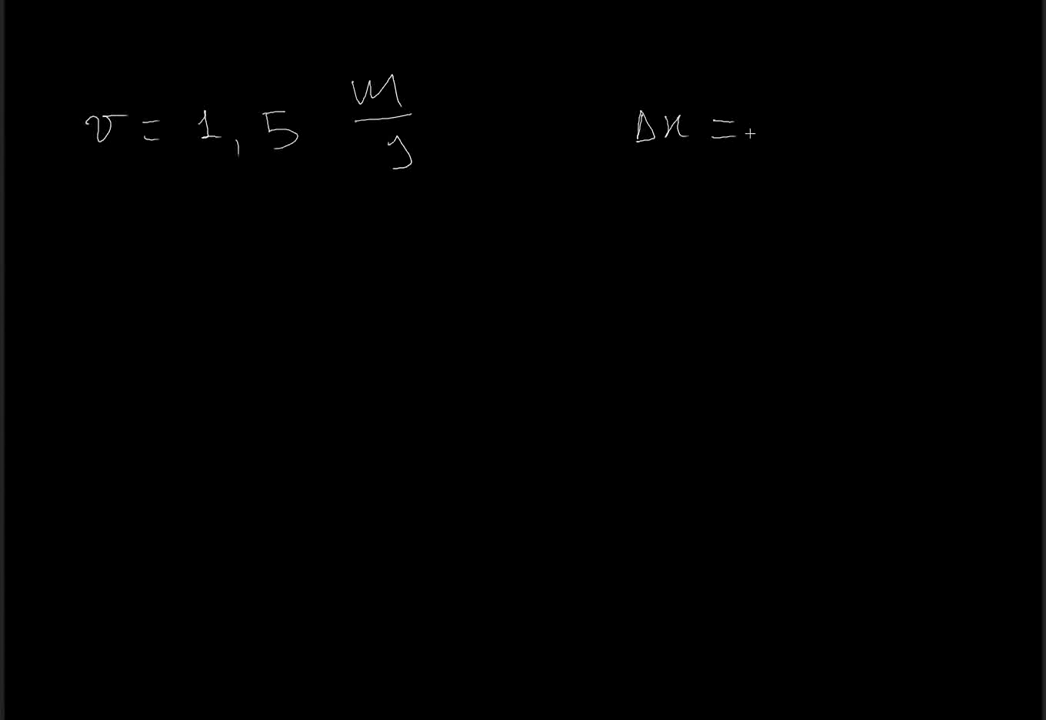 v = 1,5 m/s Δx =